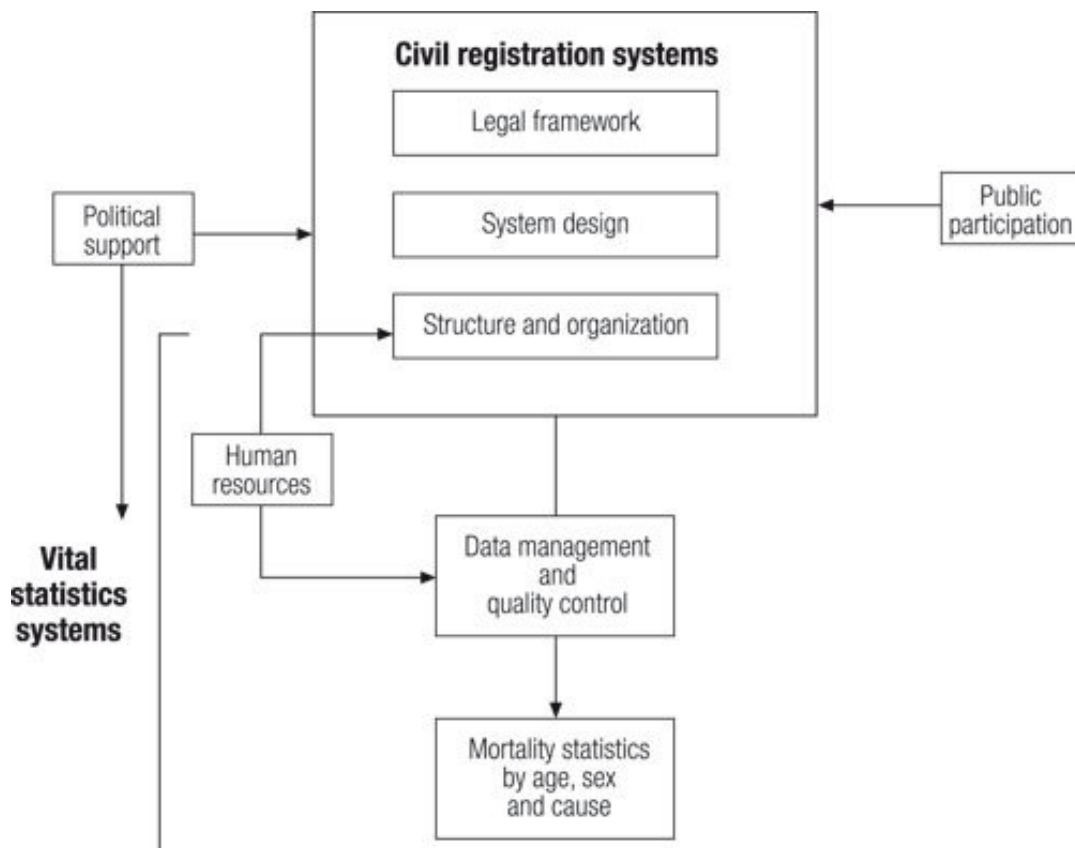 Civil registration systems
Legal framework
System design
Structure and organization
Political
support
Public
participation
Human
resources
Vital
statistics
systems
Data management
and
quality control
Mortality statistics
by age, sex
and cause